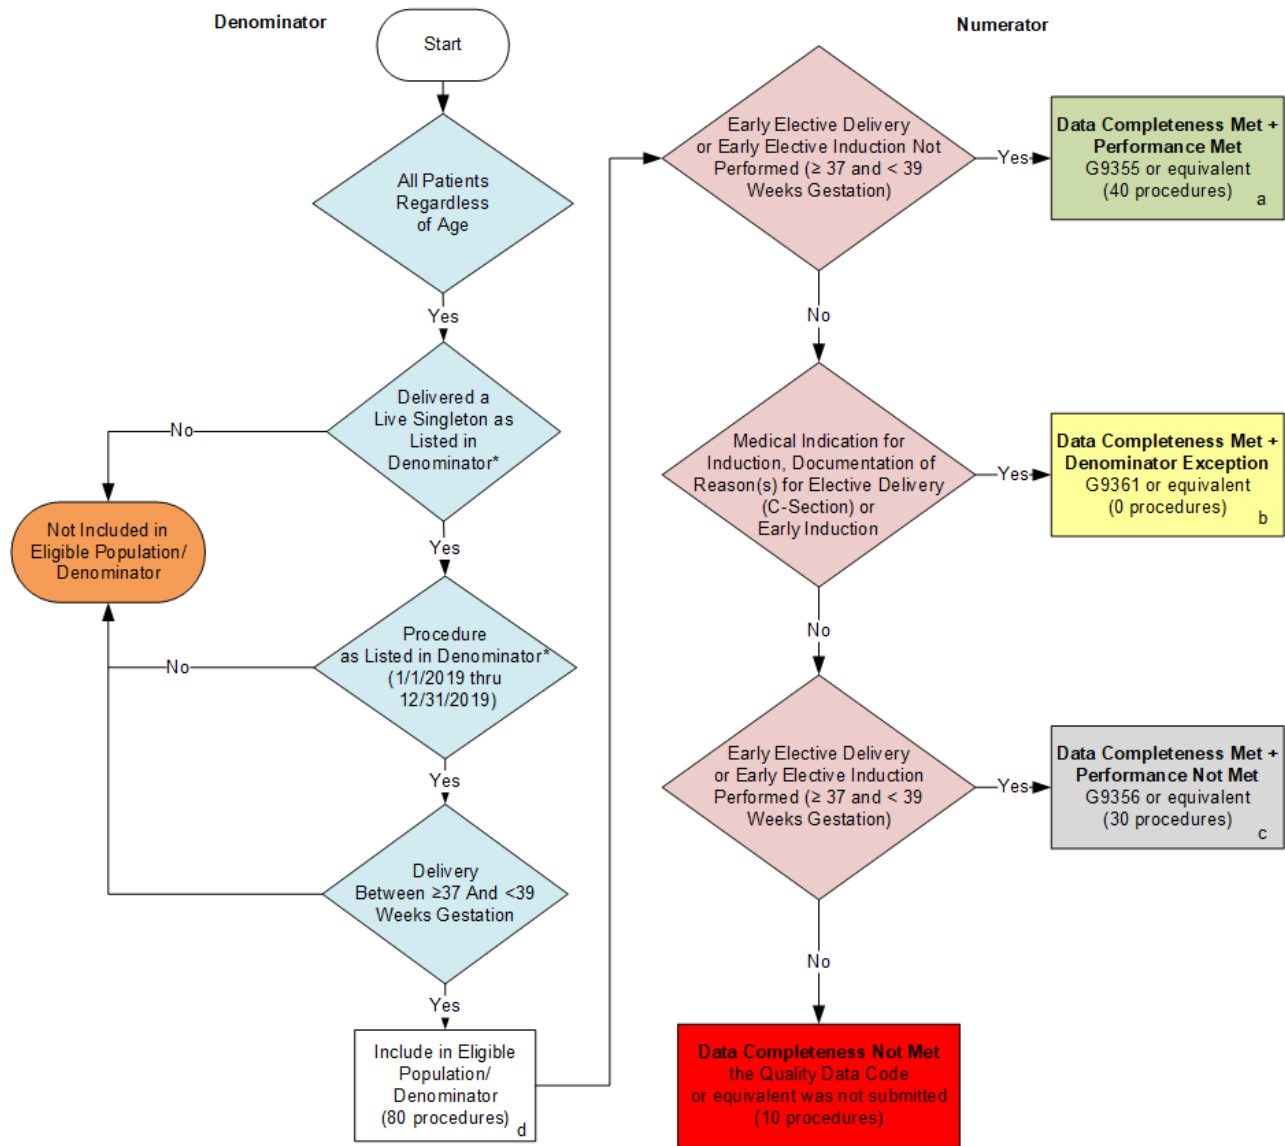 Denominator
Start
All Patients
Regardless
of Age
Yes
Delivered a
Live Singleton as
Listed in
Denominator*
No
Not Included in
Eligible Population/
Denominator
Yes
Procedure
as Listed in Denominator*
(1/1/2019 thru
12/31/2019)
No
Yes
Delivery
Between ≥37 And <39
Weeks Gestation
Yes
Include in Eligible
Population/
Denominator
(80 procedures)
d
Numerator
Early Elective Delivery
or Early Elective Induction Not
Performed (≥ 37 and < 39
Weeks Gestation)
Yes
Data Completeness Met +
Performance Met
G9355 or equivalent
(40 procedures)
a
No
Medical Indication for
Induction, Documentation of
Reason(s) for Elective Delivery
(C-Section) or
Early Induction
Yes
Data Completeness Met +
Denominator Exception
G9361 or equivalent
(0 procedures)
b
No
Early Elective Delivery
or Early Elective Induction
Performed (≥ 37 and < 39
Weeks Gestation)
Yes
Data Completeness Met +
Performance Not Met
G9356 or equivalent
(30 procedures)
c
No
Data Completeness Not Met
the Quality Data Code
or equivalent was not submitted
(10 procedures)